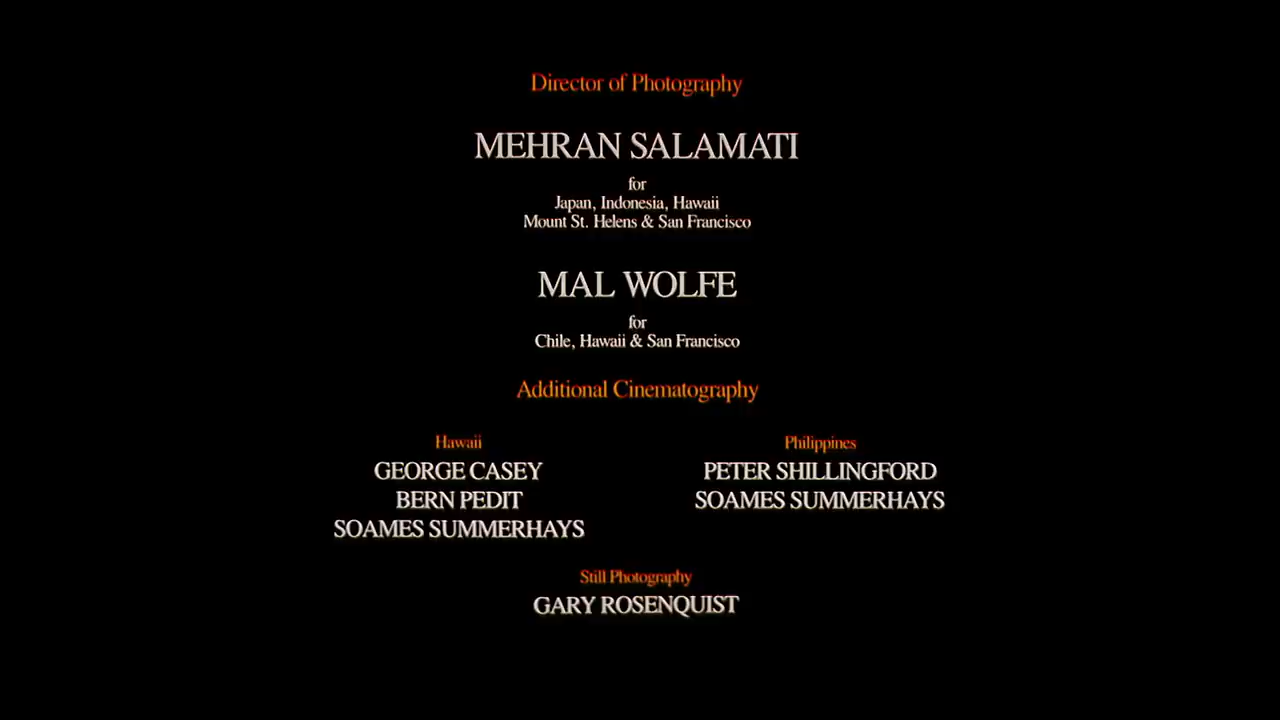 Director of Photography
MEHRAN SALAMATI
for
Japan, Indonesia, Hawaii
Mount St. Helens & San Francisco
MAL WOLFE
for
Chile, Hawaii & San Francisco
Additional Cinematography
Hawaii
GEORGE CASEY
BERN PEDIT
SOAMES SUMMERHAYS
Philippines
PETER SHILLINGFORD
SOAMES SUMMERHAYS
Still Photography
GARY ROSENQUIST